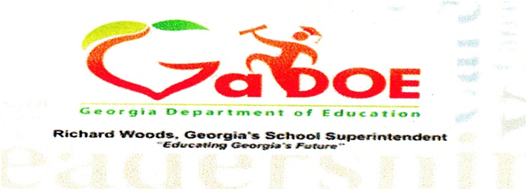 GaDOE
Georgia Department of Education
Richard Woods, Georgia's School Superintendent
"Educating Georgia's Future"